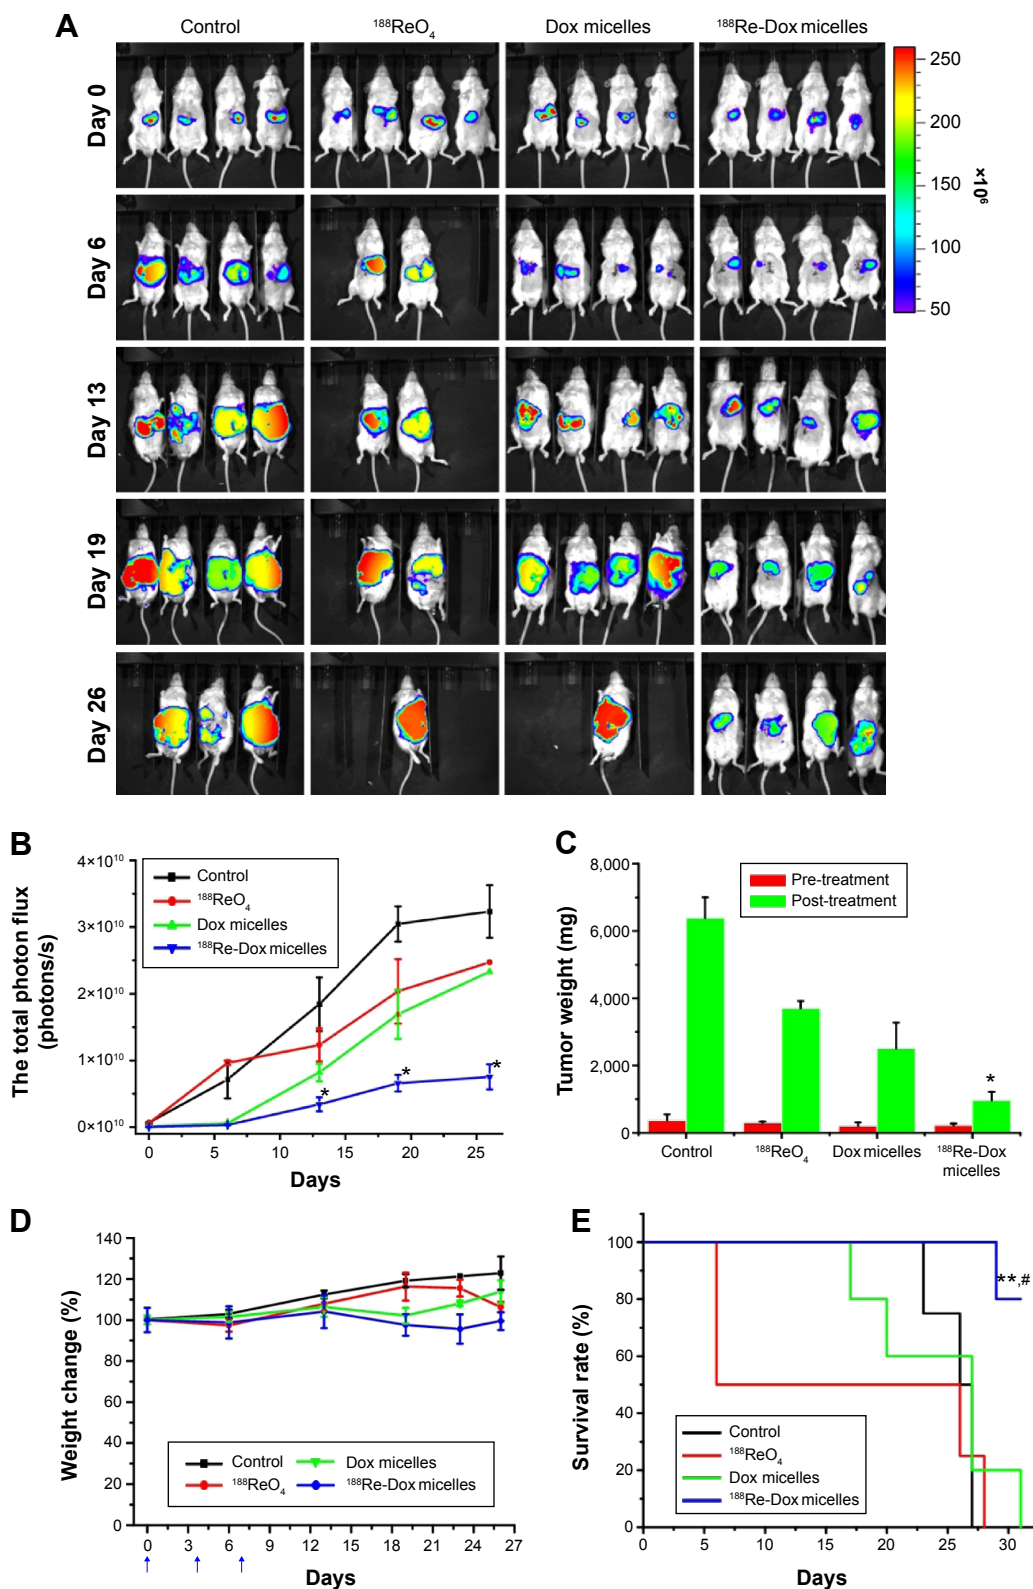 A
Control
¹⁸⁸ReO₄
Dox micelles
¹⁸⁸Re-Dox micelles
Day 0
Day 6
Day 13
Day 19
Day 26
250
200
150
100
50
×10⁶
B
The total photon flux
(photons/s)
4×10¹⁰
3×10¹⁰
2×10¹⁰
1×10¹⁰
0×10¹⁰
Control
¹⁸⁸ReO₄
Dox micelles
¹⁸⁸Re-Dox micelles
*
*
*
0 5 10 15 20 25
Days
C
Tumor weight (mg)
8,000
6,000
4,000
2,000
0
Pre-treatment
Post-treatment
*
Control
¹⁸⁸ReO₄
Dox micelles
¹⁸⁸Re-Dox
micelles
D
Weight change (%)
140
120
100
80
60
40
20
0
Control
Dox micelles
¹⁸⁸ReO₄
¹⁸⁸Re-Dox micelles
0 3 6 9 12 15 18 21 24 27
Days
E
Survival rate (%)
100
80
60
40
20
0
**,#
Control
¹⁸⁸ReO₄
Dox micelles
¹⁸⁸Re-Dox micelles
0 5 10 15 20 25 30
Days